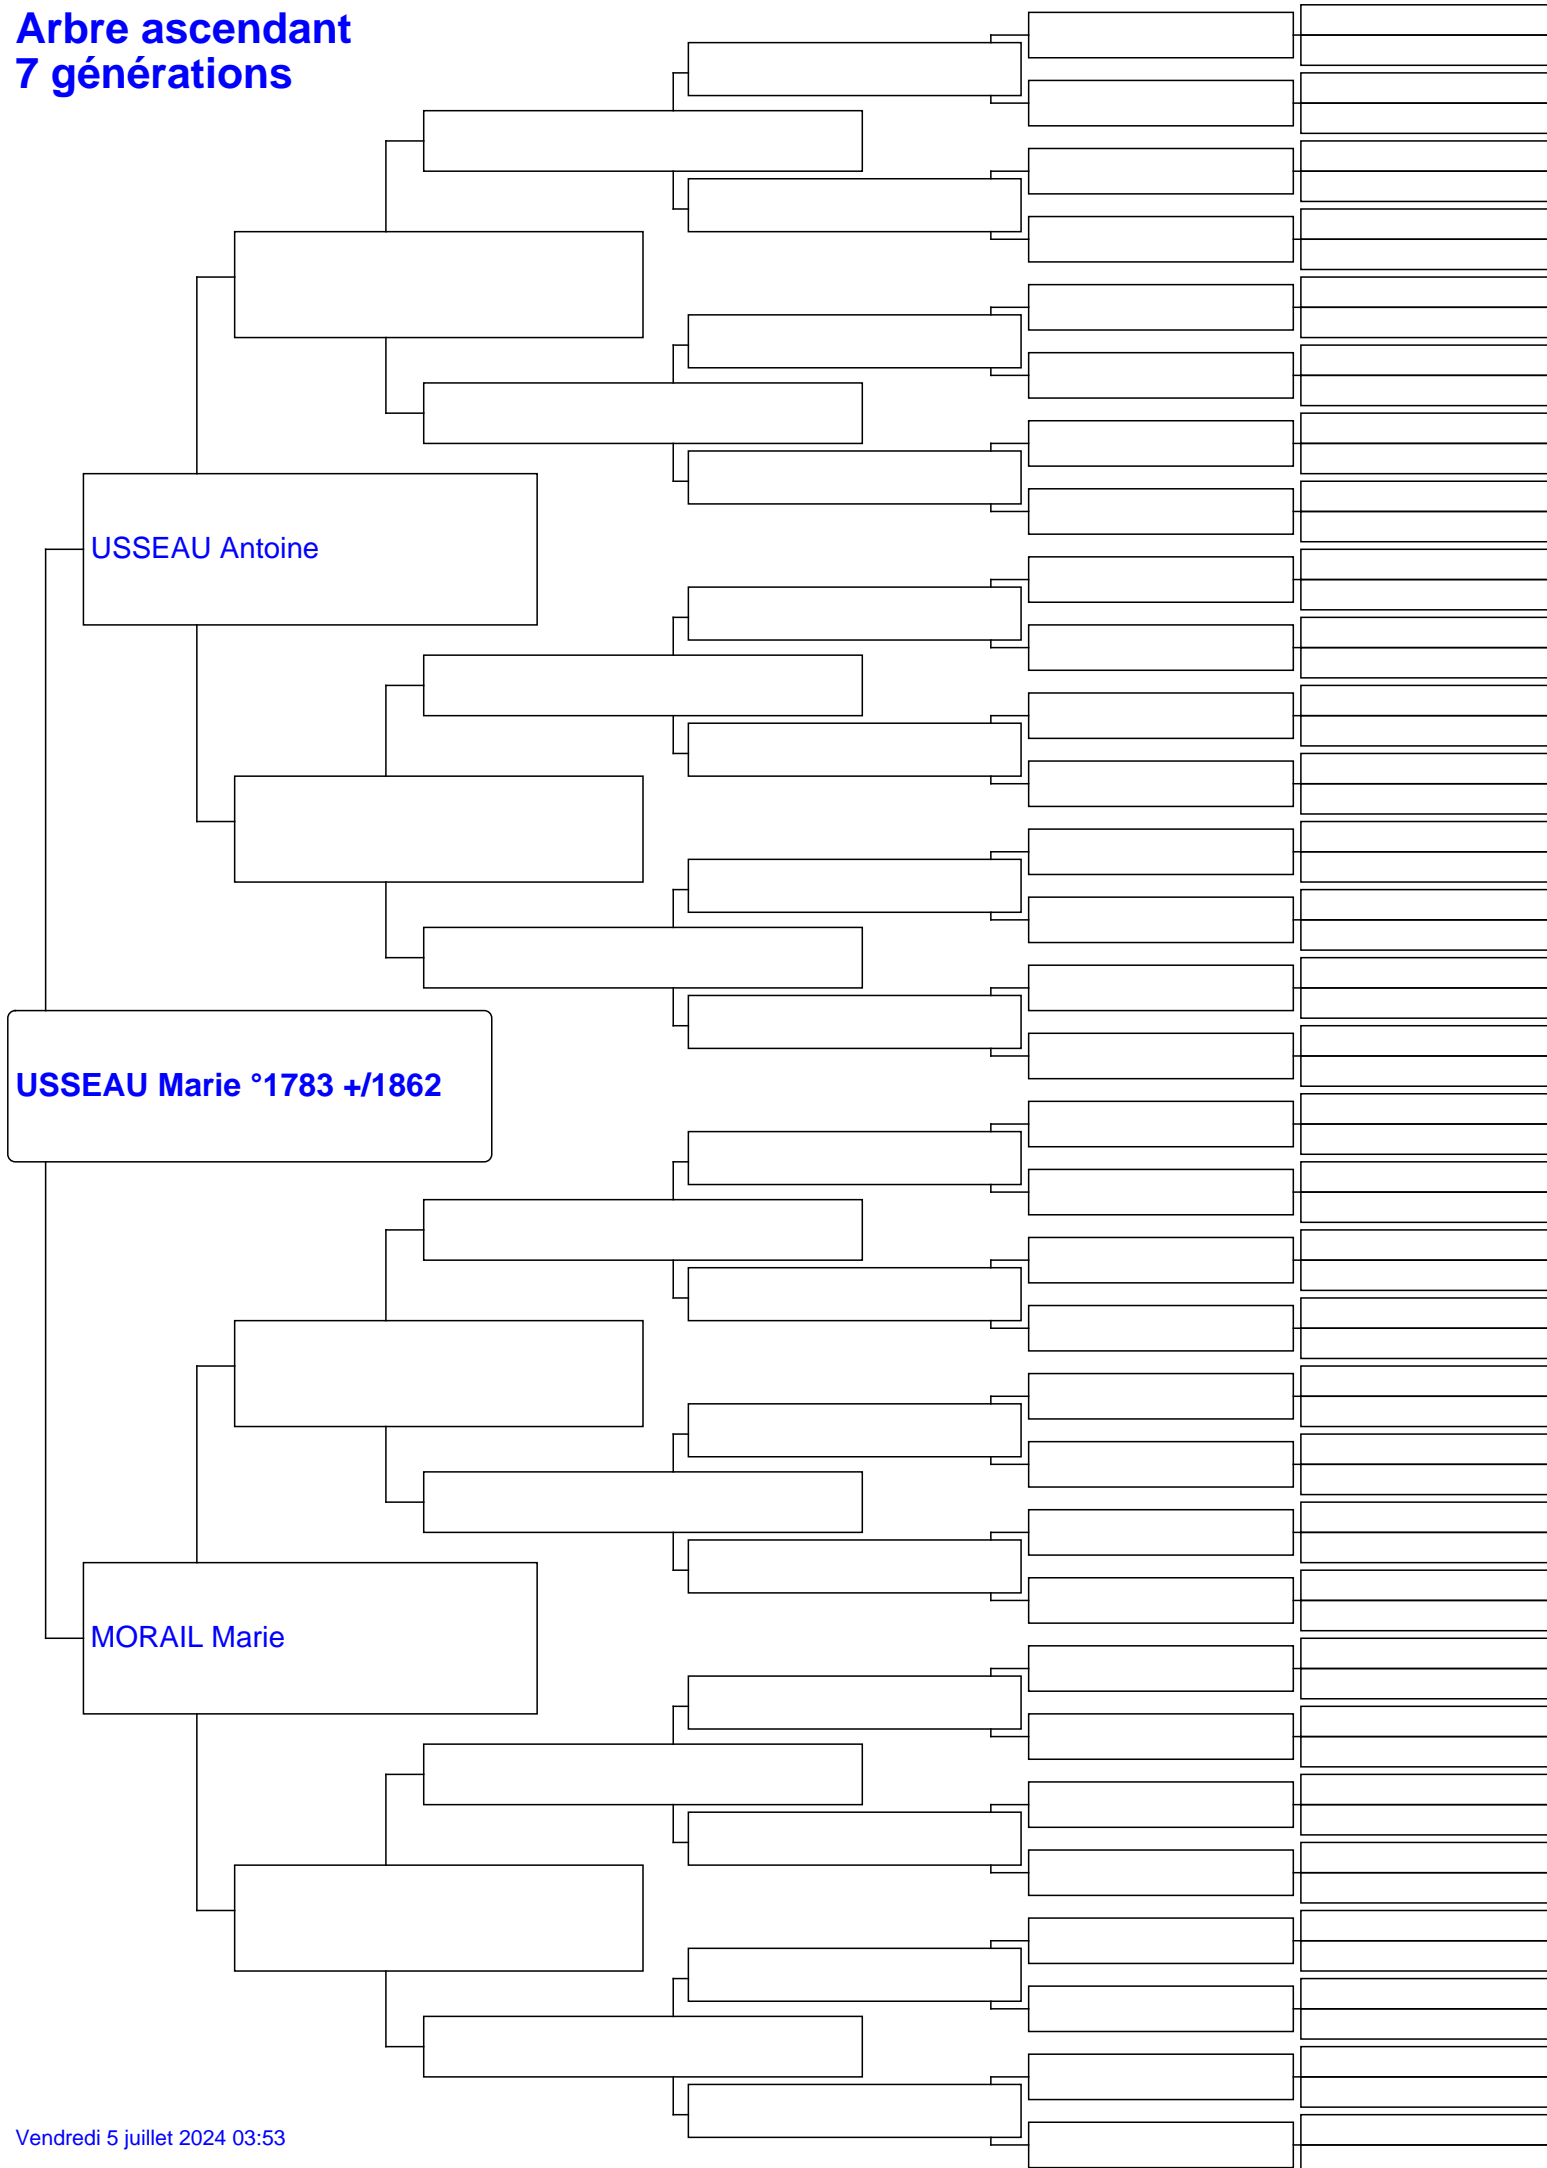 Arbre ascendant
7 générations
USSEAU Antoine
USSEAU Marie °1783 +/1862
MORAIL Marie
Vendredi 5 juillet 2024 03:53